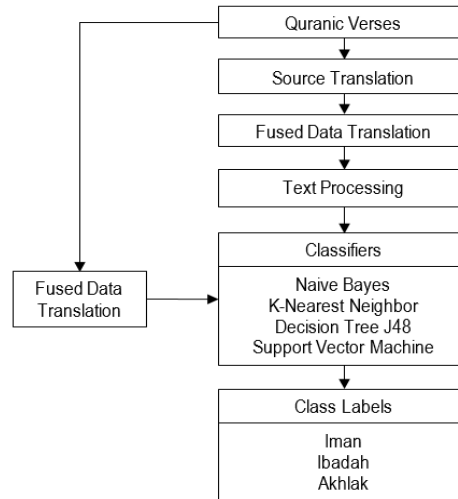 Quranic Verses
Source Translation
Fused Data Translation
Text Processing
Classifiers
Naive Bayes
K-Nearest Neighbor
Decision Tree J48
Support Vector Machine
Fused Data
Translation
Class Labels
Iman
Ibadah
Akhlak